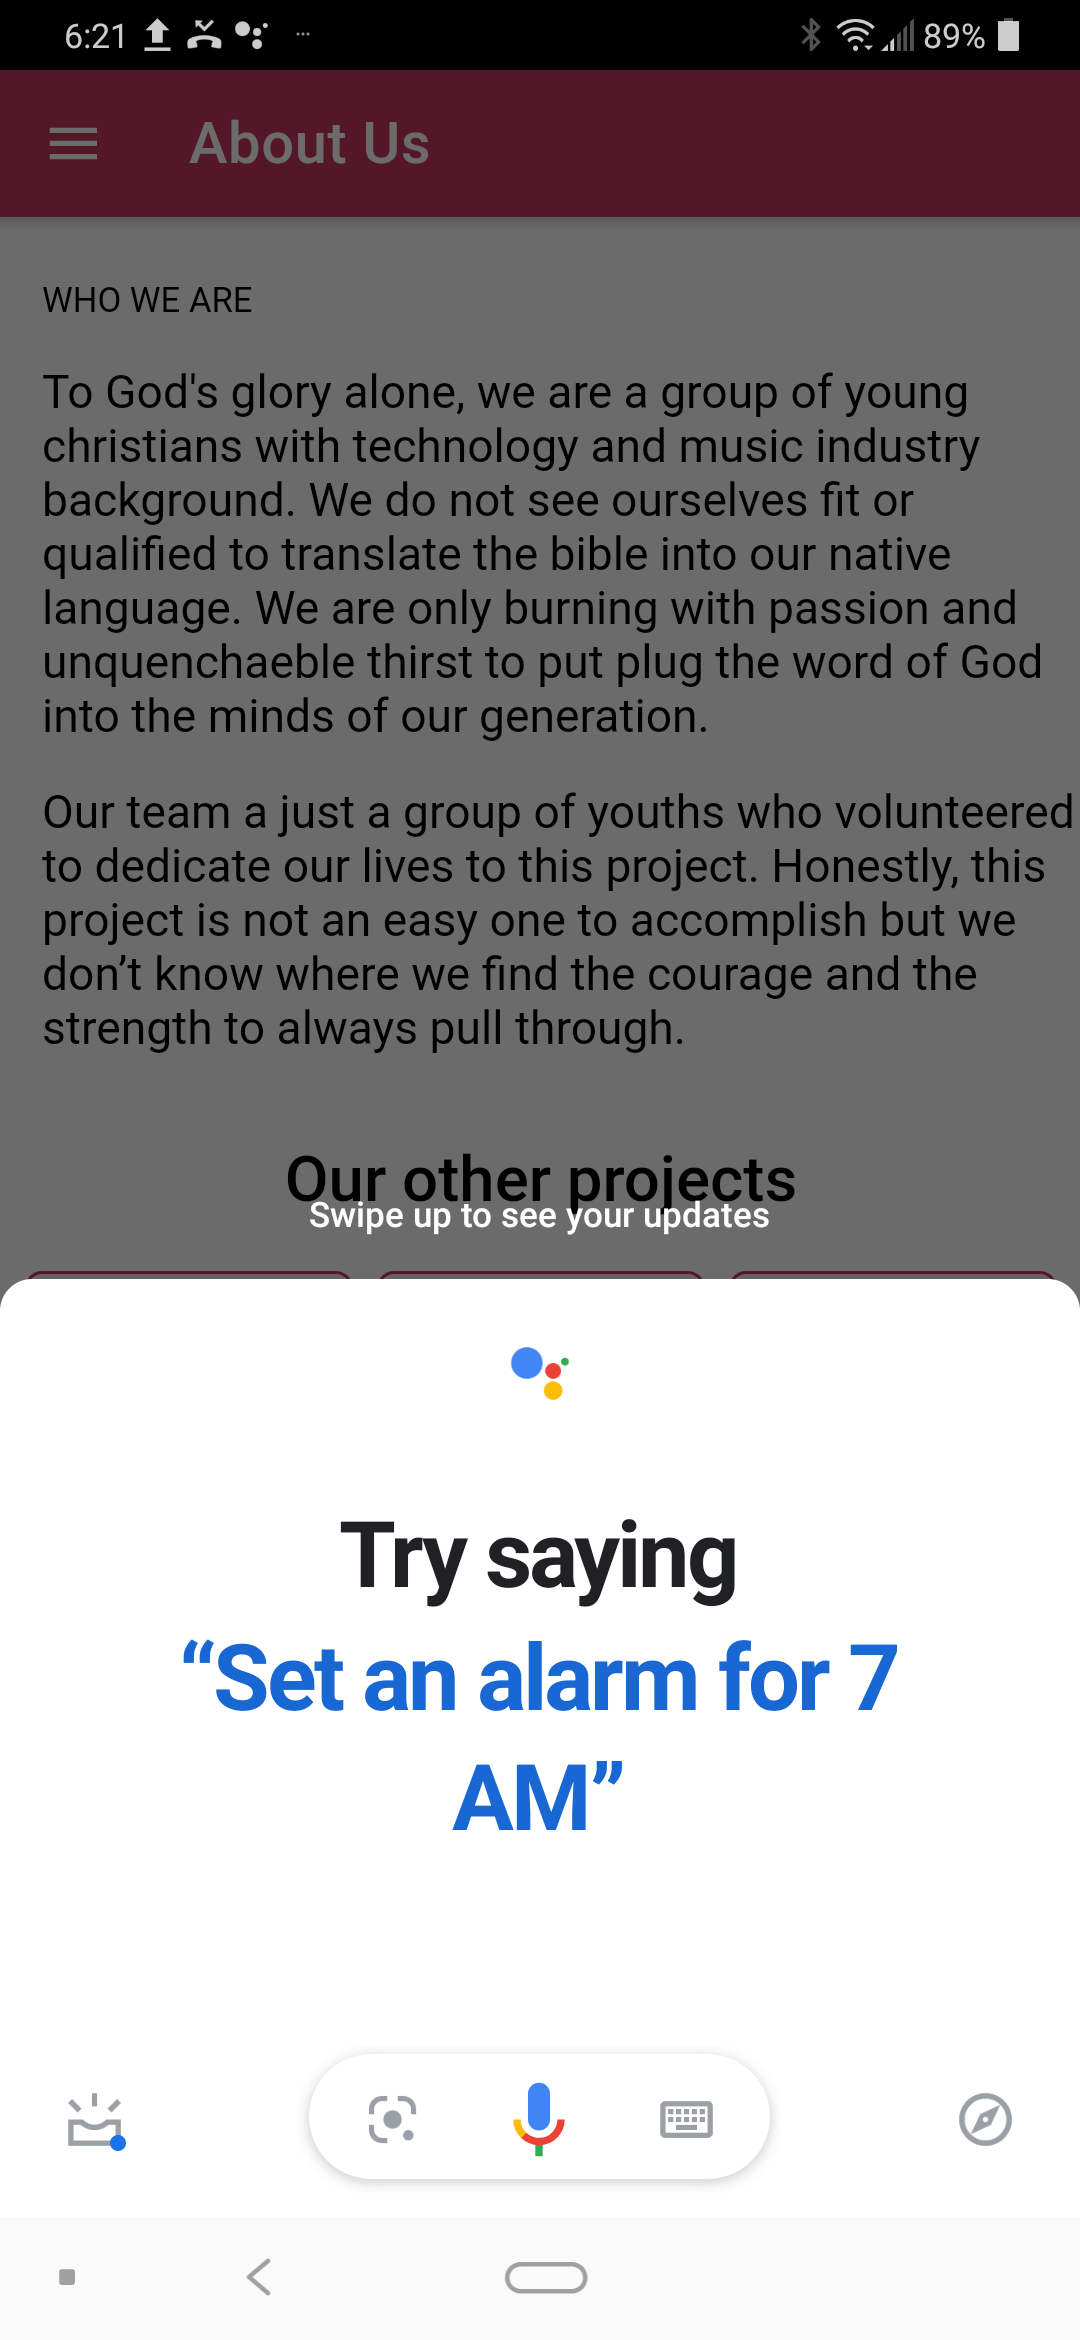 6:21
89%
About Us
WHO WE ARE
To God's glory alone, we are a group of young
christians with technology and music industry
background. We do not see ourselves fit or
qualified to translate the bible into our native
language. We are only burning with passion and
unquenchaeble thirst to put plug the word of God
into the minds of our generation.
Our team a just a group of youths who volunteered
to dedicate our lives to this project. Honestly, this
project is not an easy one to accomplish but we
don’t know where we find the courage and the
strength to always pull through.
Our other projects
Swipe up to see your updates
Try saying
“Set an alarm for 7
AM”